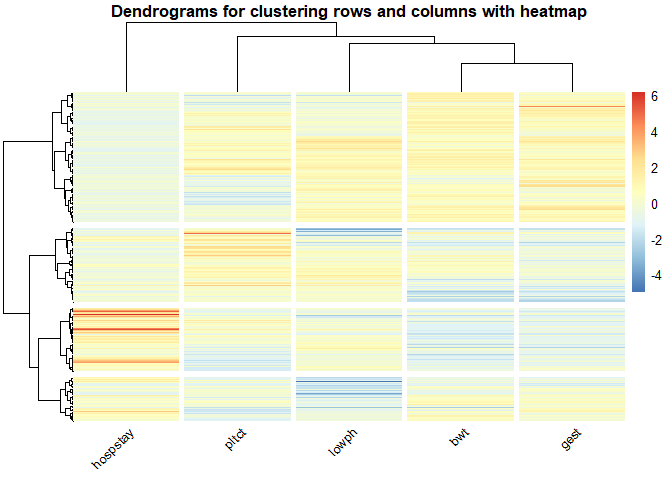 Dendrograms for clustering rows and columns with heatmap
6
4
2
0
-2
-4
hospstay
pltct
lowph
bwt
gest